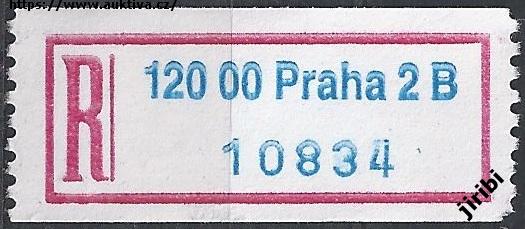 https://www.auktiva.cz/
R
120 00 Praha 2 B
10834
jiribi